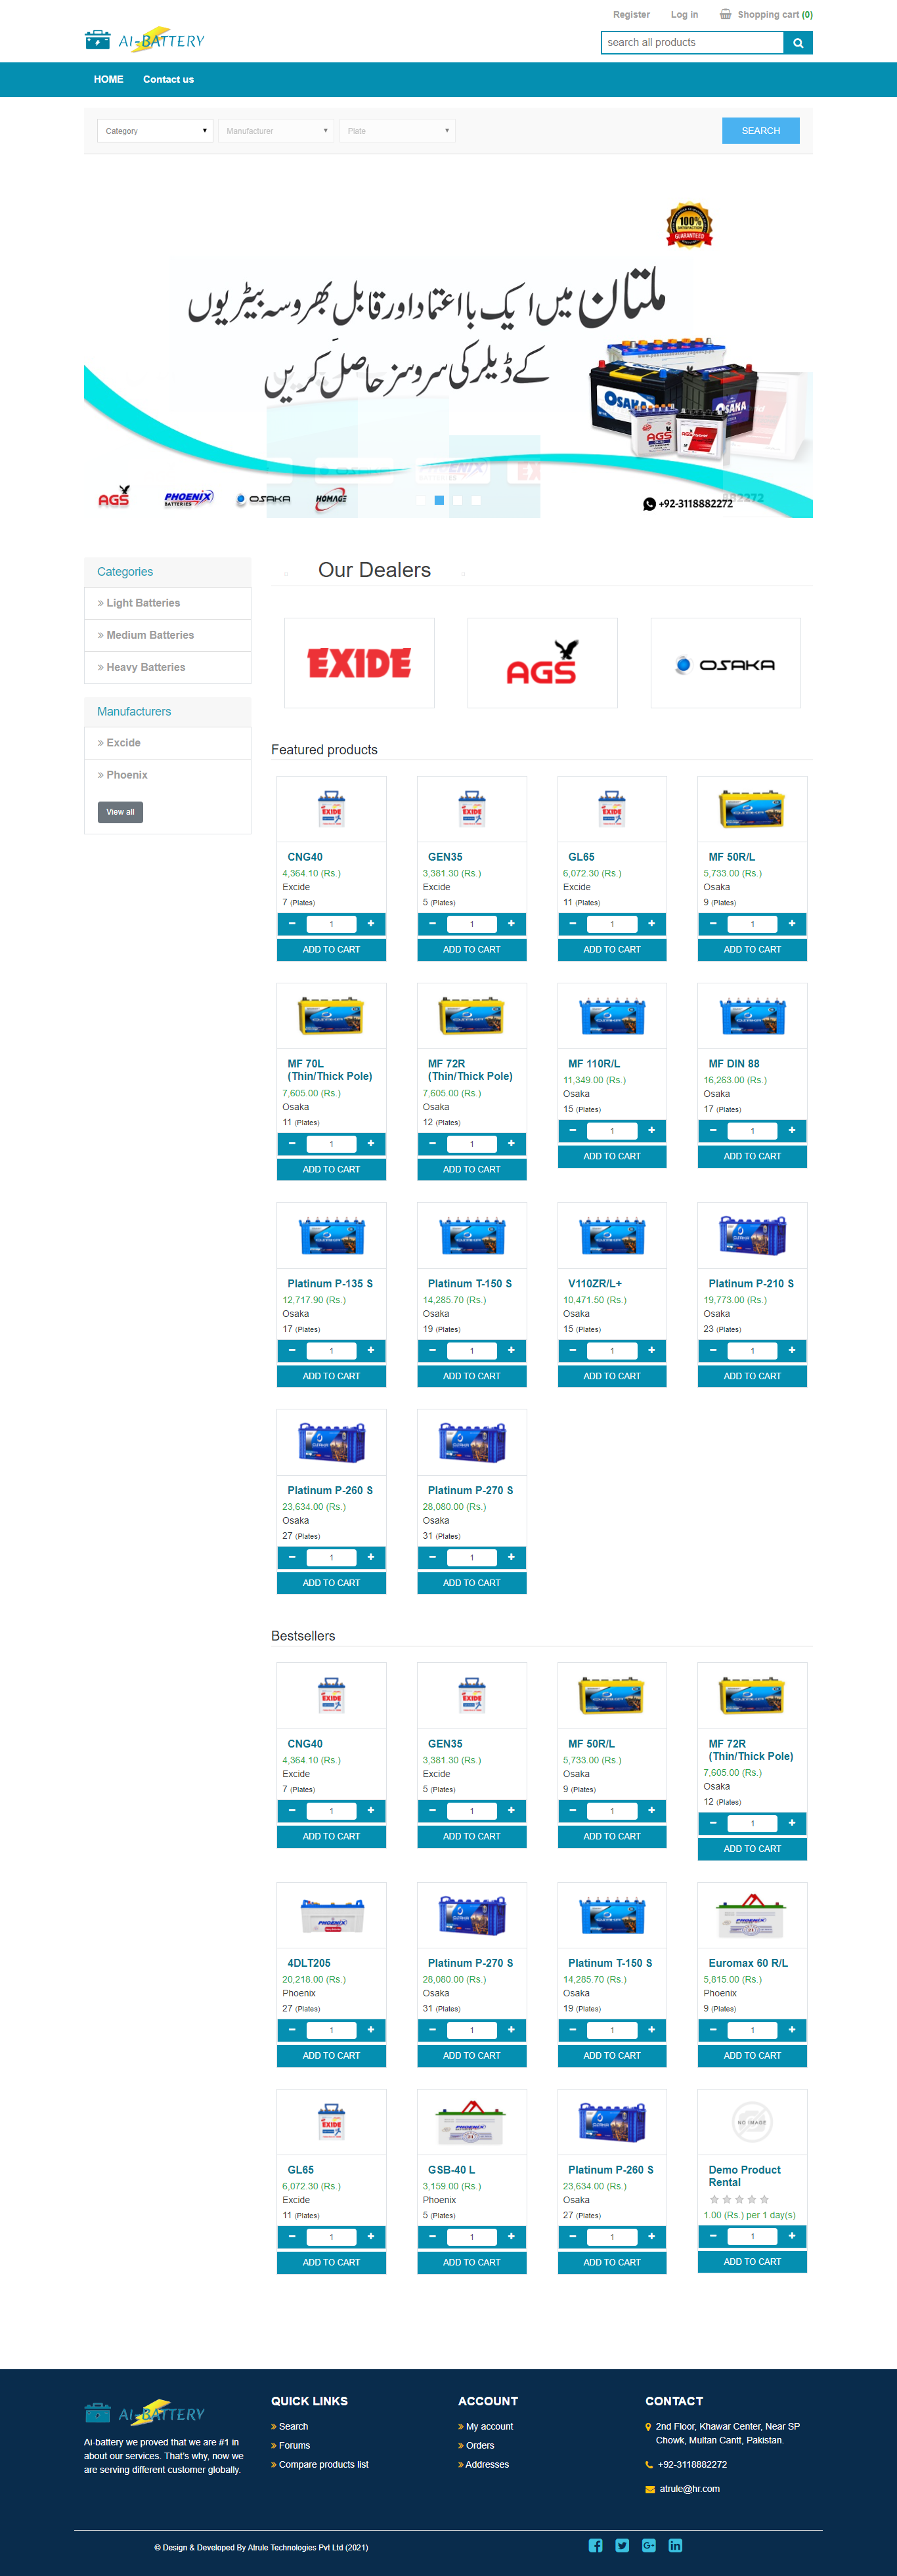 Register Log in Shopping cart (0)
AI-BATTERY
search all products
HOME Contact us
Category Manufacturer Plate SEARCH
100%
SATISFACTION
GUARANTEED
ملتان میں ایک بااعتماد اور قابل بھروسہ بیٹریوں
کے ڈیلر کی سروسز حاصل کریں
OSAKA
OSAKA
AGS
AGS PHOENIX BATTERIES OSAKA HOMAGE
+92-3118882272
Categories
Light Batteries
Medium Batteries
Heavy Batteries
Manufacturers
Excide
Phoenix
View all
Our Dealers
EXIDE AGS OSAKA
Featured products
EXIDE EXIDE EXIDE
CNG40 GEN35 GL65 MF 50R/L
4,364.10 (Rs.) 3,381.30 (Rs.) 6,072.30 (Rs.) 5,733.00 (Rs.)
Excide Excide Excide Osaka
7 (Plates) 5 (Plates) 11 (Plates) 9 (Plates)
1 1 1 1
ADD TO CART ADD TO CART ADD TO CART ADD TO CART
MF 70L (Thin/Thick Pole) MF 72R (Thin/Thick Pole) MF 110R/L MF DIN 88
7,605.00 (Rs.) 7,605.00 (Rs.) 11,349.00 (Rs.) 16,263.00 (Rs.)
Osaka Osaka Osaka Osaka
11 (Plates) 12 (Plates) 15 (Plates) 17 (Plates)
1 1 1 1
ADD TO CART ADD TO CART ADD TO CART ADD TO CART
Platinum P-135 S Platinum T-150 S V110ZR/L+ Platinum P-210 S
12,717.90 (Rs.) 14,285.70 (Rs.) 10,471.50 (Rs.) 19,773.00 (Rs.)
Osaka Osaka Osaka Osaka
17 (Plates) 19 (Plates) 15 (Plates) 23 (Plates)
1 1 1 1
ADD TO CART ADD TO CART ADD TO CART ADD TO CART
Platinum P-260 S Platinum P-270 S
23,634.00 (Rs.) 28,080.00 (Rs.)
Osaka Osaka
27 (Plates) 31 (Plates)
1 1
ADD TO CART ADD TO CART
Bestsellers
EXIDE EXIDE
CNG40 GEN35 MF 50R/L MF 72R (Thin/Thick Pole)
4,364.10 (Rs.) 3,381.30 (Rs.) 5,733.00 (Rs.) 7,605.00 (Rs.)
Excide Excide Osaka Osaka
7 (Plates) 5 (Plates) 9 (Plates) 12 (Plates)
1 1 1 1
ADD TO CART ADD TO CART ADD TO CART ADD TO CART
PHOENIX PHOENIX
4DLT205 Platinum P-270 S Platinum T-150 S Euromax 60 R/L
20,218.00 (Rs.) 28,080.00 (Rs.) 14,285.70 (Rs.) 5,815.00 (Rs.)
Phoenix Osaka Osaka Phoenix
27 (Plates) 31 (Plates) 19 (Plates) 9 (Plates)
1 1 1 1
ADD TO CART ADD TO CART ADD TO CART ADD TO CART
EXIDE PHOENIX NO IMAGE
GL65 GSB-40 L Platinum P-260 S Demo Product Rental
6,072.30 (Rs.) 3,159.00 (Rs.) 23,634.00 (Rs.) 1.00 (Rs.) per 1 day(s)
Excide Phoenix Osaka
11 (Plates) 5 (Plates) 27 (Plates)
1 1 1 1
ADD TO CART ADD TO CART ADD TO CART ADD TO CART
AI-BATTERY
Ai-battery we proved that we are #1 in
about our services. That's why, now we
are serving different customer globally.
QUICK LINKS
Search
Forums
Compare products list
ACCOUNT
My account
Orders
Addresses
CONTACT
2nd Floor, Khawar Center, Near SP
Chowk, Multan Cantt, Pakistan.
+92-3118882272
atrule@hr.com
© Design & Developed By Atrule Technologies Pvt Ltd (2021)